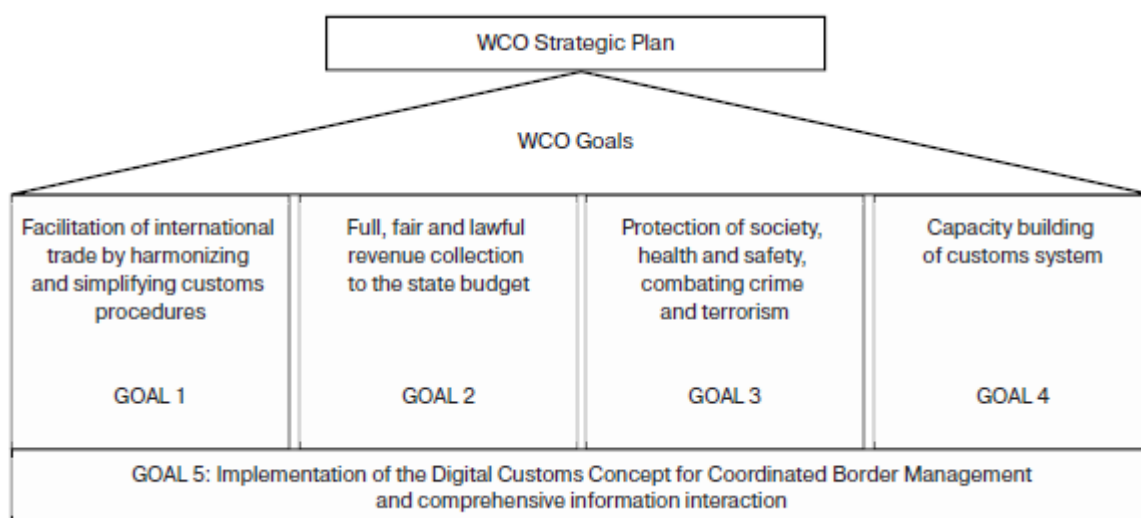 WCO Strategic Plan
WCO Goals
Facilitation of international
trade by harmonizing
and simplifying customs
procedures
GOAL 1
Full, fair and lawful
revenue collection
to the state budget
GOAL 2
Protection of society,
health and safety,
combating crime
and terrorism
GOAL 3
Capacity building
of customs system
GOAL 4
GOAL 5: Implementation of the Digital Customs Concept for Coordinated Border Management
and comprehensive information interaction